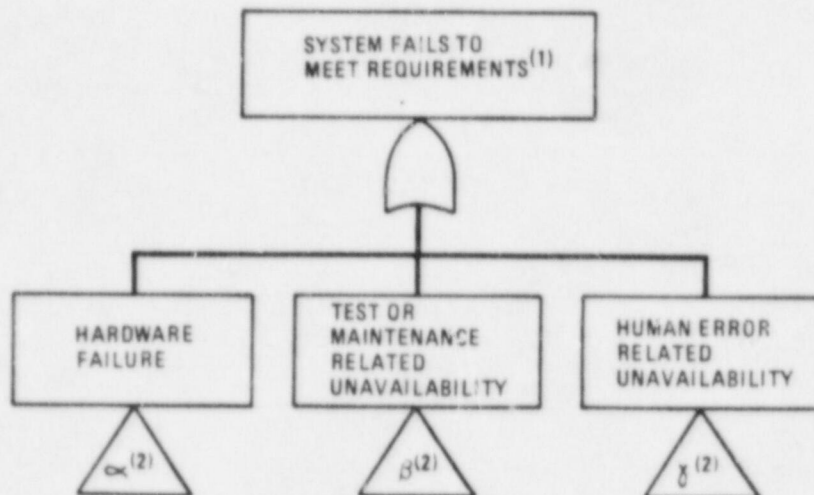 SYSTEM FAILS TO
MEET REQUIREMENTS(1)
HARDWARE
FAILURE
TEST OR
MAINTENANCE
RELATED
UNAVAILABILITY
HUMAN ERROR
RELATED
UNAVAILABILITY
∝(2)
β(2)
γ(2)